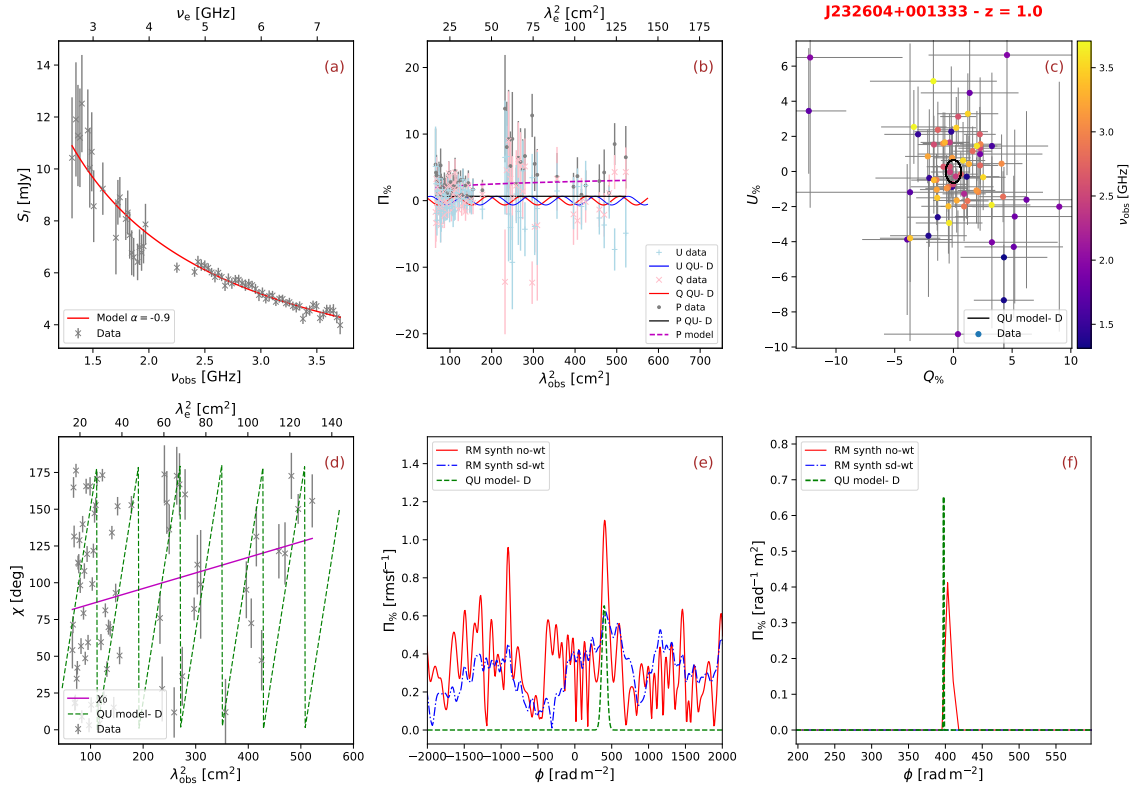 J232604+001333 - z = 1.0
ν_e [GHz]
3 4 5 6 7
(a)
S_I [mJy]
14
12
10
8
6
4
Model α = -0.9
Data
1.5 2.0 2.5 3.0 3.5
ν_obs [GHz]
λ_e^2 [cm^2]
0 20 40 60 80 100 120 140
(b)
Π_%
20
10
0
−10
−20
U data
U QU- D
Q data
Q QU- D
P data
P QU- D
P model
0 100 200 300 400 500 600 700
λ_obs^2 [cm^2]
(c)
U_%
6
4
2
0
−2
−4
−6
−8
−10
QU model- D
Data
−10 −5 0 5 10
Q_%
3.5
3.0
2.5
2.0
1.5
ν_obs [GHz]
λ_e^2 [cm^2]
20 40 60 80 100 120 140
(d)
χ [deg]
175
150
125
100
75
50
25
0
χ_0
QU model- D
Data
100 200 300 400 500 600
λ_obs^2 [cm^2]
RM synth no-wt
RM synth sd-wt
QU model- D
(e)
Π_% [rmsf^−1]
1.4
1.2
1.0
0.8
0.6
0.4
0.2
0.0
−2000 −1500 −1000 −500 0 500 1000 1500 2000
ϕ [rad m^−2]
RM synth no-wt
RM synth sd-wt
QU model- D
(f)
Π_% [rad^−1 m^2]
0.8
0.7
0.6
0.5
0.4
0.3
0.2
0.1
0.0
200 250 300 350 400 450 500 550
ϕ [rad m^−2]